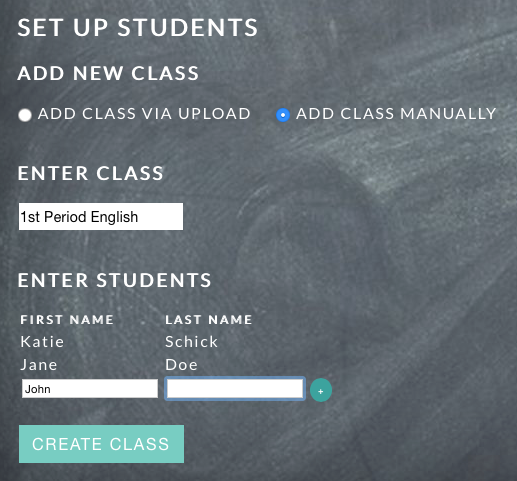 SET UP STUDENTS
ADD NEW CLASS
ADD CLASS VIA UPLOAD ADD CLASS MANUALLY
ENTER CLASS
1st Period English
ENTER STUDENTS
FIRST NAME LAST NAME
Katie Schick
Jane Doe
John +
CREATE CLASS